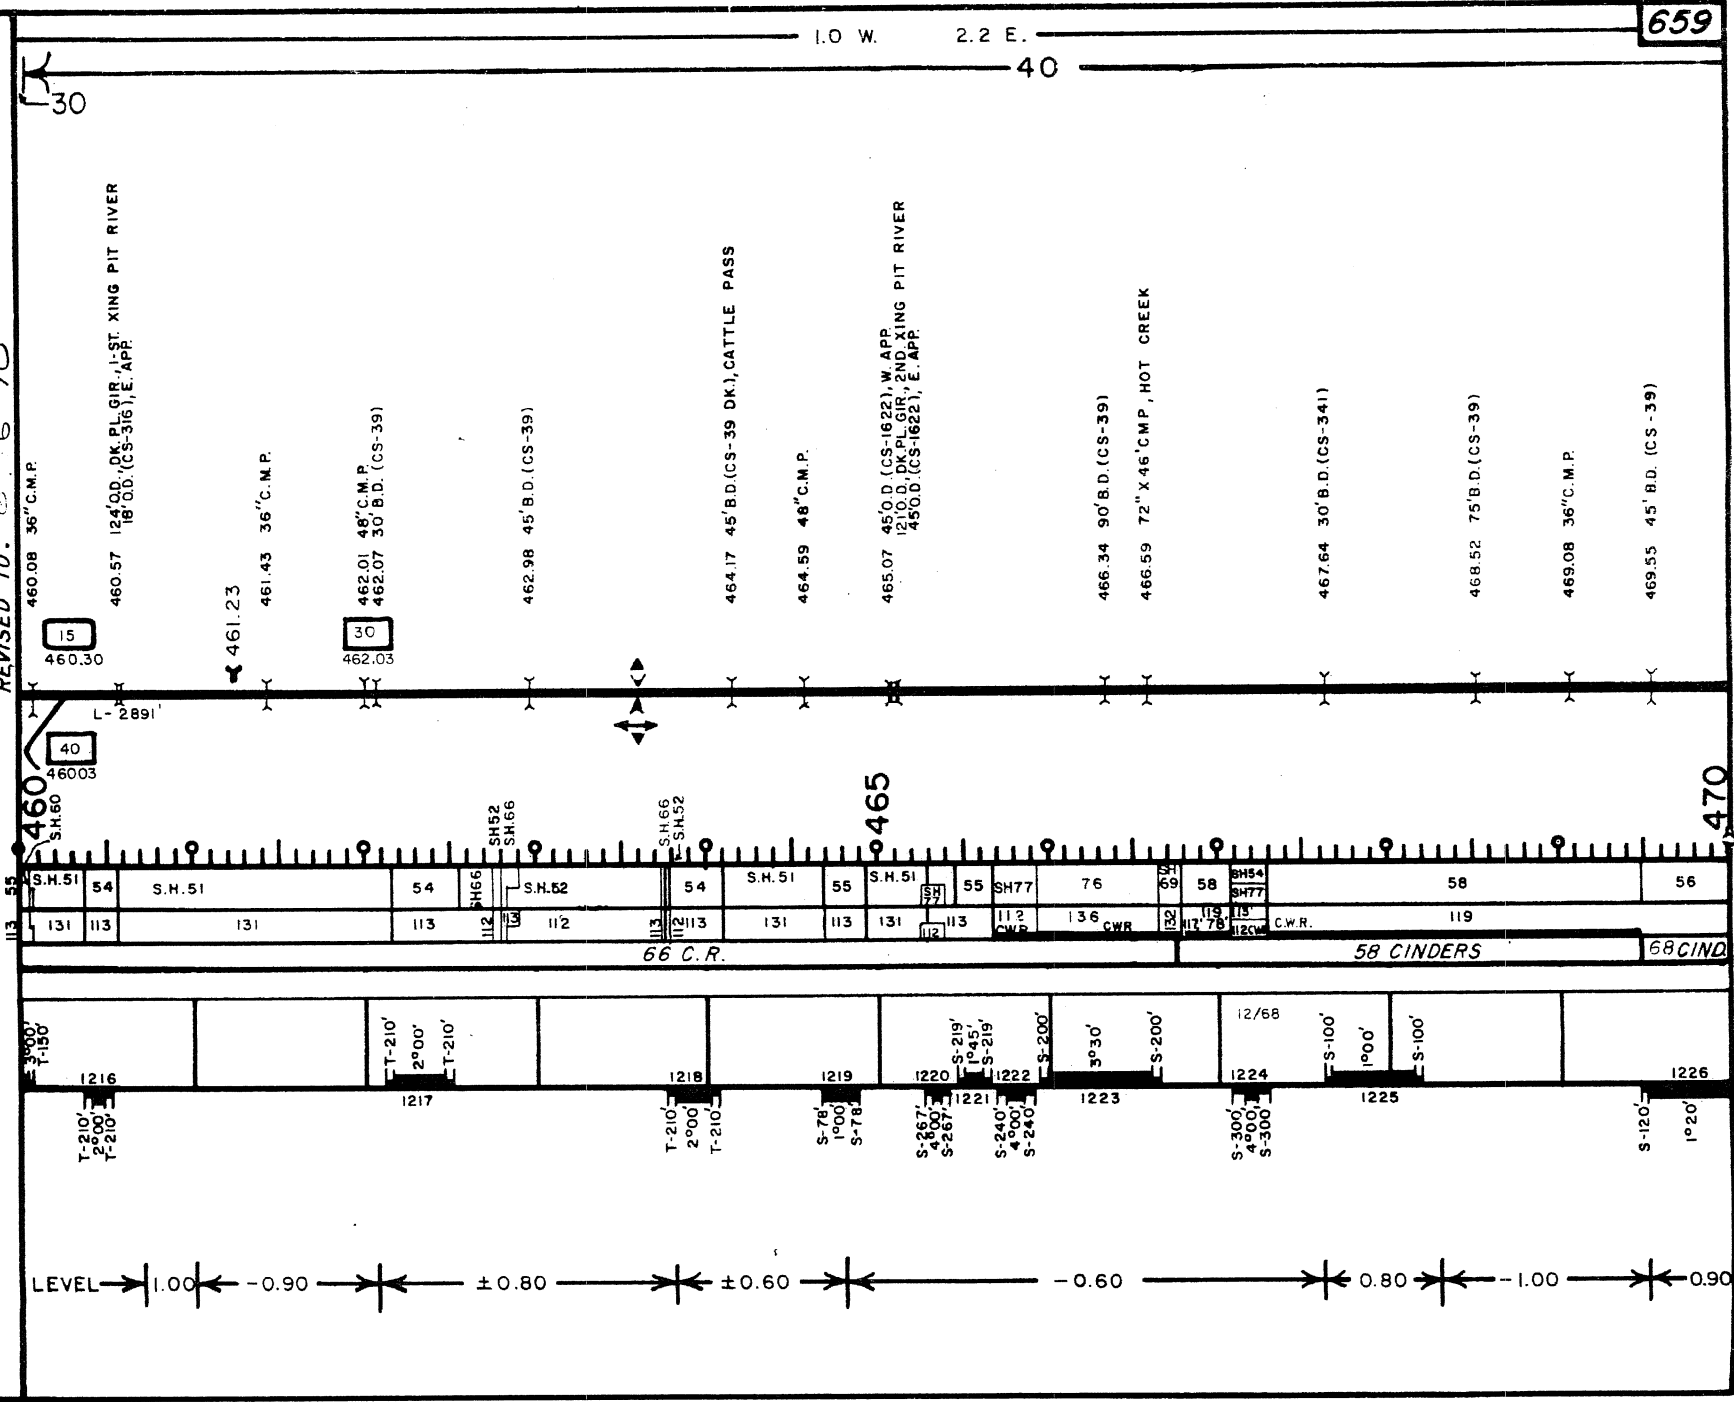 659
1.0 W. 2.2 E.
40
30
REVISED TO:
460.08 36"C.M.P.
460.57 124'O.D., DK. PL. GIR., 1-ST. XING PIT RIVER
18'O.D.(CS-316), E. APP.
461.23
461.43 36"C.M.P.
462.01 48"C.M.P.
462.07 30'B.D. (CS-39)
462.98 45'B.D.(CS-39)
464.17 45'B.D.(CS-39 DK.), CATTLE PASS
464.59 48"C.M.P.
465.07 45'O.D.(CS-1622), W. APP.
121'O.D., DK. PL. GIR., 2ND. XING PIT RIVER
45'O.D.(CS-1622), E. APP.
466.34 90'B.D.(CS-39)
466.59 72" X 46'CMP, HOT CREEK
467.64 30'B.D.(CS-341)
468.52 75'B.D.(CS-39)
469.08 36"C.M.P.
469.55 45' B.D. (CS-39)
15
460.30
30
462.03
L-2891'
40
46003
460
S.H.60
SH52
S.H.66
S.H.66
S.H.52
465
470
55 S.H.51 54 S.H.51 54 SH66 S.H.52 54 S.H.51 55 S.H.51 SH 77 55 SH77 76 SH 69 58 SH54 SH77 58 56
113 131 113 131 113 112 113 112 113 112 113 131 113 131 112 113 112 CWR 136 CWR 132 117' 119 78' 113' 112CW C.W.R. 119
66 C.R. 58 CINDERS 68 CIND.
3°00'
T-150'
T-210' 2°00' T-210'
S-219' 1°45' S-219'
S-200' 3°30' S-200'
12/68
S-100' 1°00' S-100'
1216 1218 1219 1220 1222 1224 1226
1217 1221 1223 1225
T-210' 2°00' T-210'
T-210' 2°00' T-210'
S-78' 1°00' S-78'
S-267' 4°00' S-267'
S-240' 4°00' S-240'
S-300' 4°00' S-300'
S-120' 1°20'
LEVEL 1.00 -0.90 ±0.80 ±0.60 -0.60 0.80 -1.00 0.90